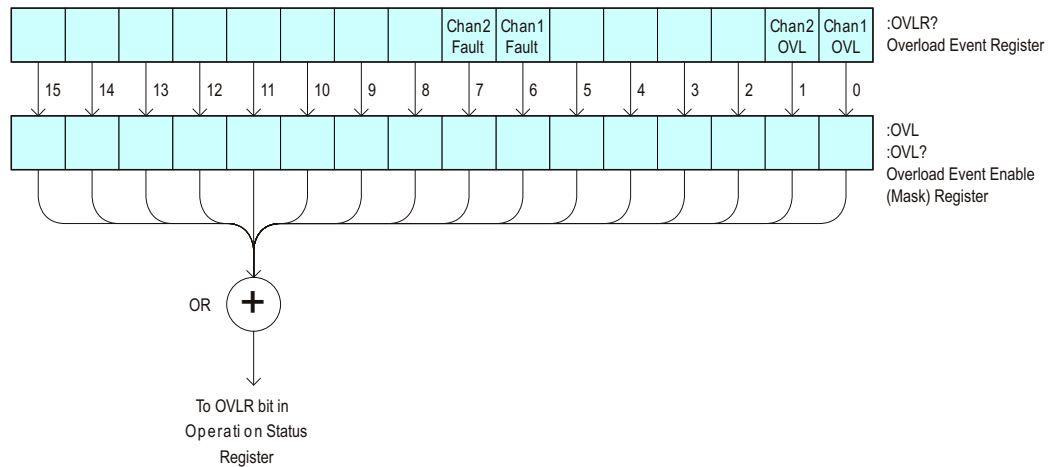 Chan2 Fault
Chan1 Fault
Chan2 OVL
Chan1 OVL
:OVLR?
Overload Event Register
15 14 13 12 11 10 9 8 7 6 5 4 3 2 1 0
:OVL
:OVL?
Overload Event Enable
(Mask) Register
OR +
To OVLR bit in
Operation Status
Register